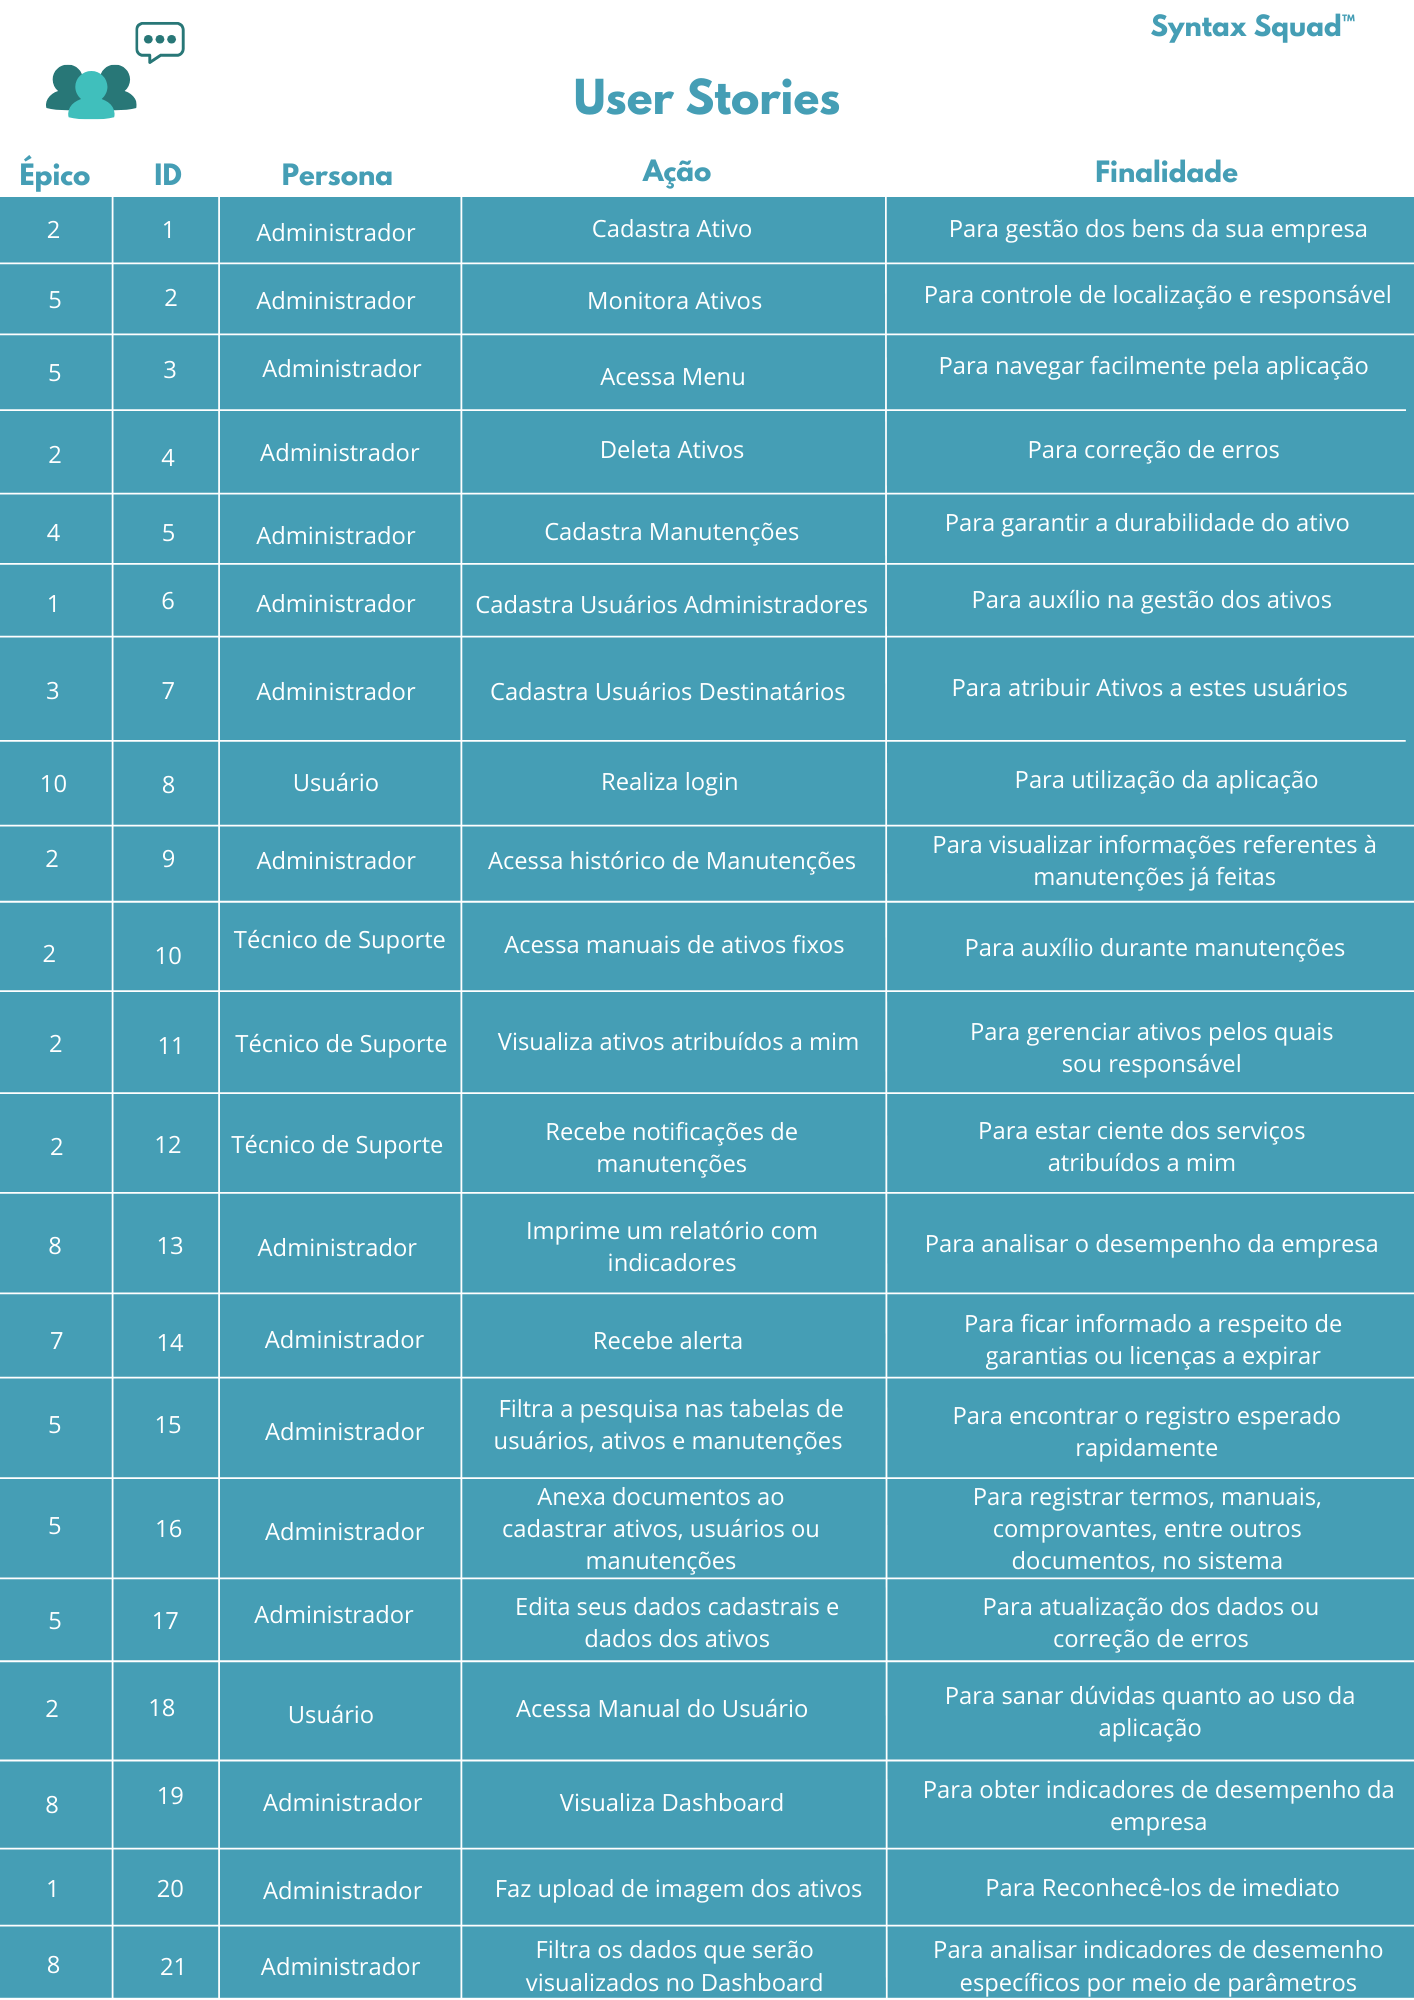 Syntax Squad™
User Stories
Épico ID Persona Ação Finalidade
2 1 Administrador Cadastra Ativo Para gestão dos bens da sua empresa
5 2 Administrador Monitora Ativos Para controle de localização e responsável
5 3 Administrador Acessa Menu Para navegar facilmente pela aplicação
2 4 Administrador Deleta Ativos Para correção de erros
4 5 Administrador Cadastra Manutenções Para garantir a durabilidade do ativo
1 6 Administrador Cadastra Usuários Administradores Para auxílio na gestão dos ativos
3 7 Administrador Cadastra Usuários Destinatários Para atribuir Ativos a estes usuários
10 8 Usuário Realiza login Para utilização da aplicação
2 9 Administrador Acessa histórico de Manutenções Para visualizar informações referentes à
manutenções já feitas
2 10 Técnico de Suporte Acessa manuais de ativos fixos Para auxílio durante manutenções
2 11 Técnico de Suporte Visualiza ativos atribuídos a mim Para gerenciar ativos pelos quais
sou responsável
2 12 Técnico de Suporte Recebe notificações de
manutenções
Para estar ciente dos serviços
atribuídos a mim
8 13 Administrador Imprime um relatório com
indicadores
Para analisar o desempenho da empresa
7 14 Administrador Recebe alerta Para ficar informado a respeito de
garantias ou licenças a expirar
5 15 Administrador Filtra a pesquisa nas tabelas de
usuários, ativos e manutenções
Para encontrar o registro esperado
rapidamente
5 16 Administrador Anexa documentos ao
cadastrar ativos, usuários ou
manutenções
Para registrar termos, manuais,
comprovantes, entre outros
documentos, no sistema
5 17 Administrador Edita seus dados cadastrais e
dados dos ativos
Para atualização dos dados ou
correção de erros
2 18 Usuário Acessa Manual do Usuário Para sanar dúvidas quanto ao uso da
aplicação
8 19 Administrador Visualiza Dashboard Para obter indicadores de desempenho da
empresa
1 20 Administrador Faz upload de imagem dos ativos Para Reconhecê-los de imediato
8 21 Administrador Filtra os dados que serão
visualizados no Dashboard
Para analisar indicadores de desemenho
específicos por meio de parâmetros